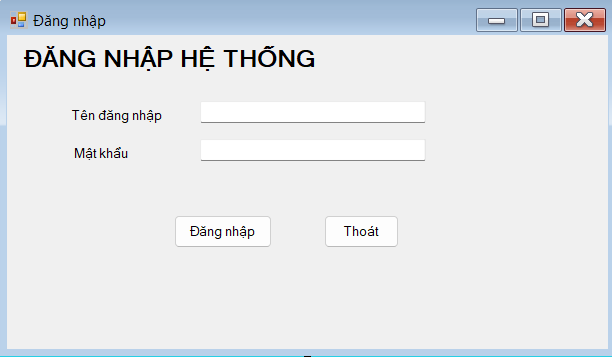 Đăng nhập
ĐĂNG NHẬP HỆ THỐNG
Tên đăng nhập
Mật khẩu
Đăng nhập
Thoát